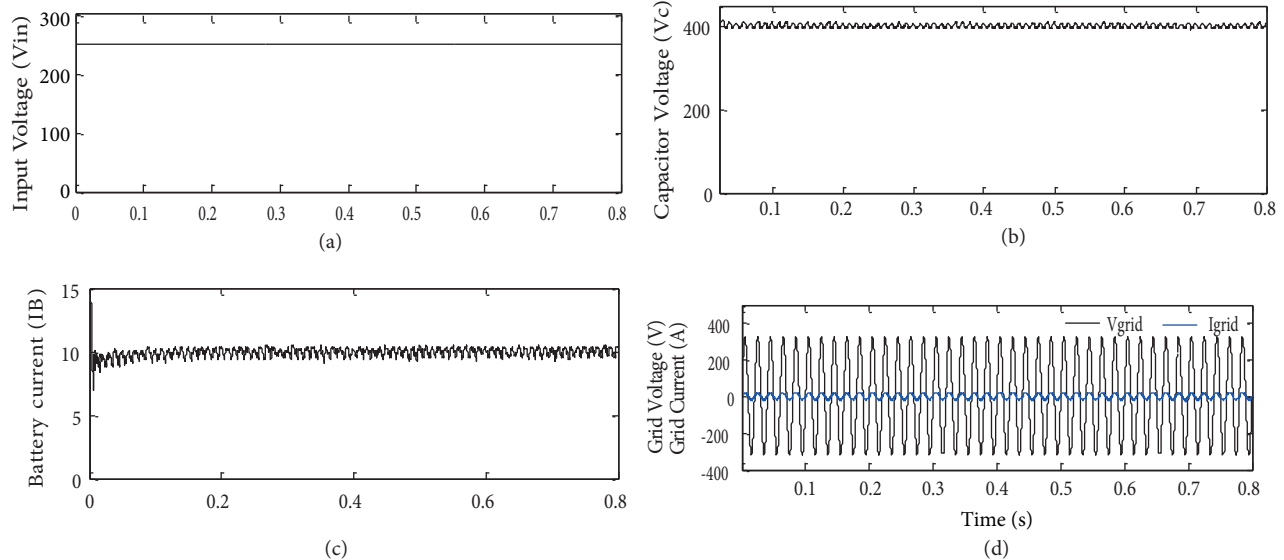 Input Voltage (Vin)
300
200
100
0
0 0.1 0.2 0.3 0.4 0.5 0.6 0.7 0.8
(a)
Capacitor Voltage (Vc)
400
200
0
0.1 0.2 0.3 0.4 0.5 0.6 0.7 0.8
(b)
Battery current (IB)
15
10
5
0
0 0.2 0.4 0.6 0.8
(c)
Grid Voltage (V)
Grid Current (A)
400
200
0
-200
-400
Vgrid Igrid
0.1 0.2 0.3 0.4 0.5 0.6 0.7 0.8
Time (s)
(d)